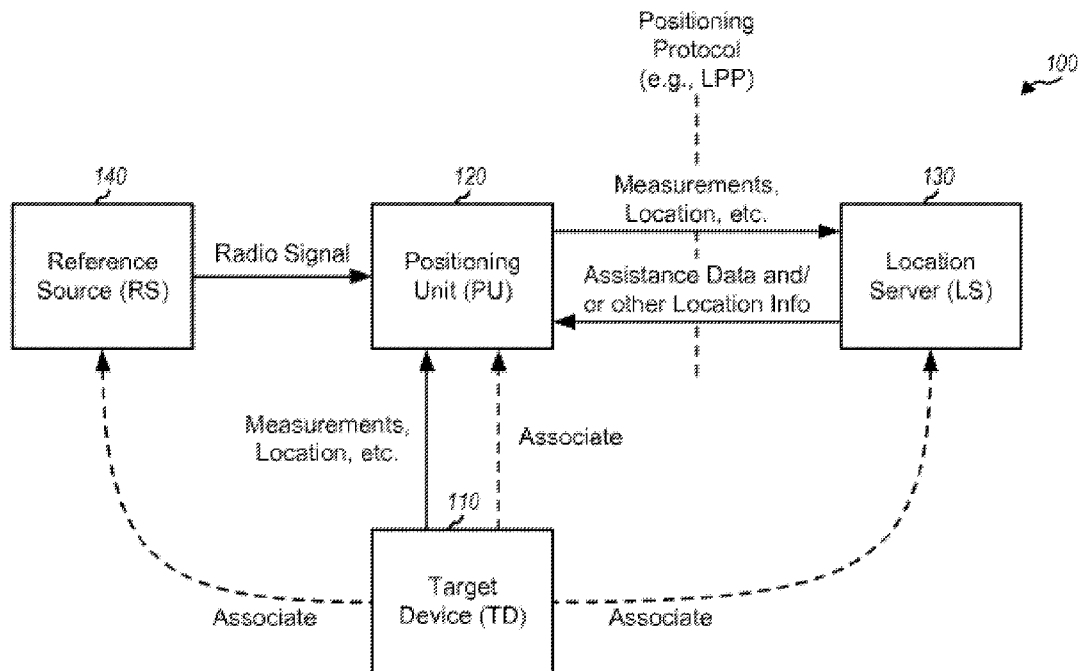 Positioning
Protocol
(e.g., LPP)
100
140
120
130
Measurements,
Location, etc.
Reference
Source (RS)
Radio Signal
Positioning
Unit (PU)
Assistance Data and/
or other Location Info
Location
Server (LS)
Measurements,
Location, etc.
Associate
110
Target
Device (TD)
Associate
Associate